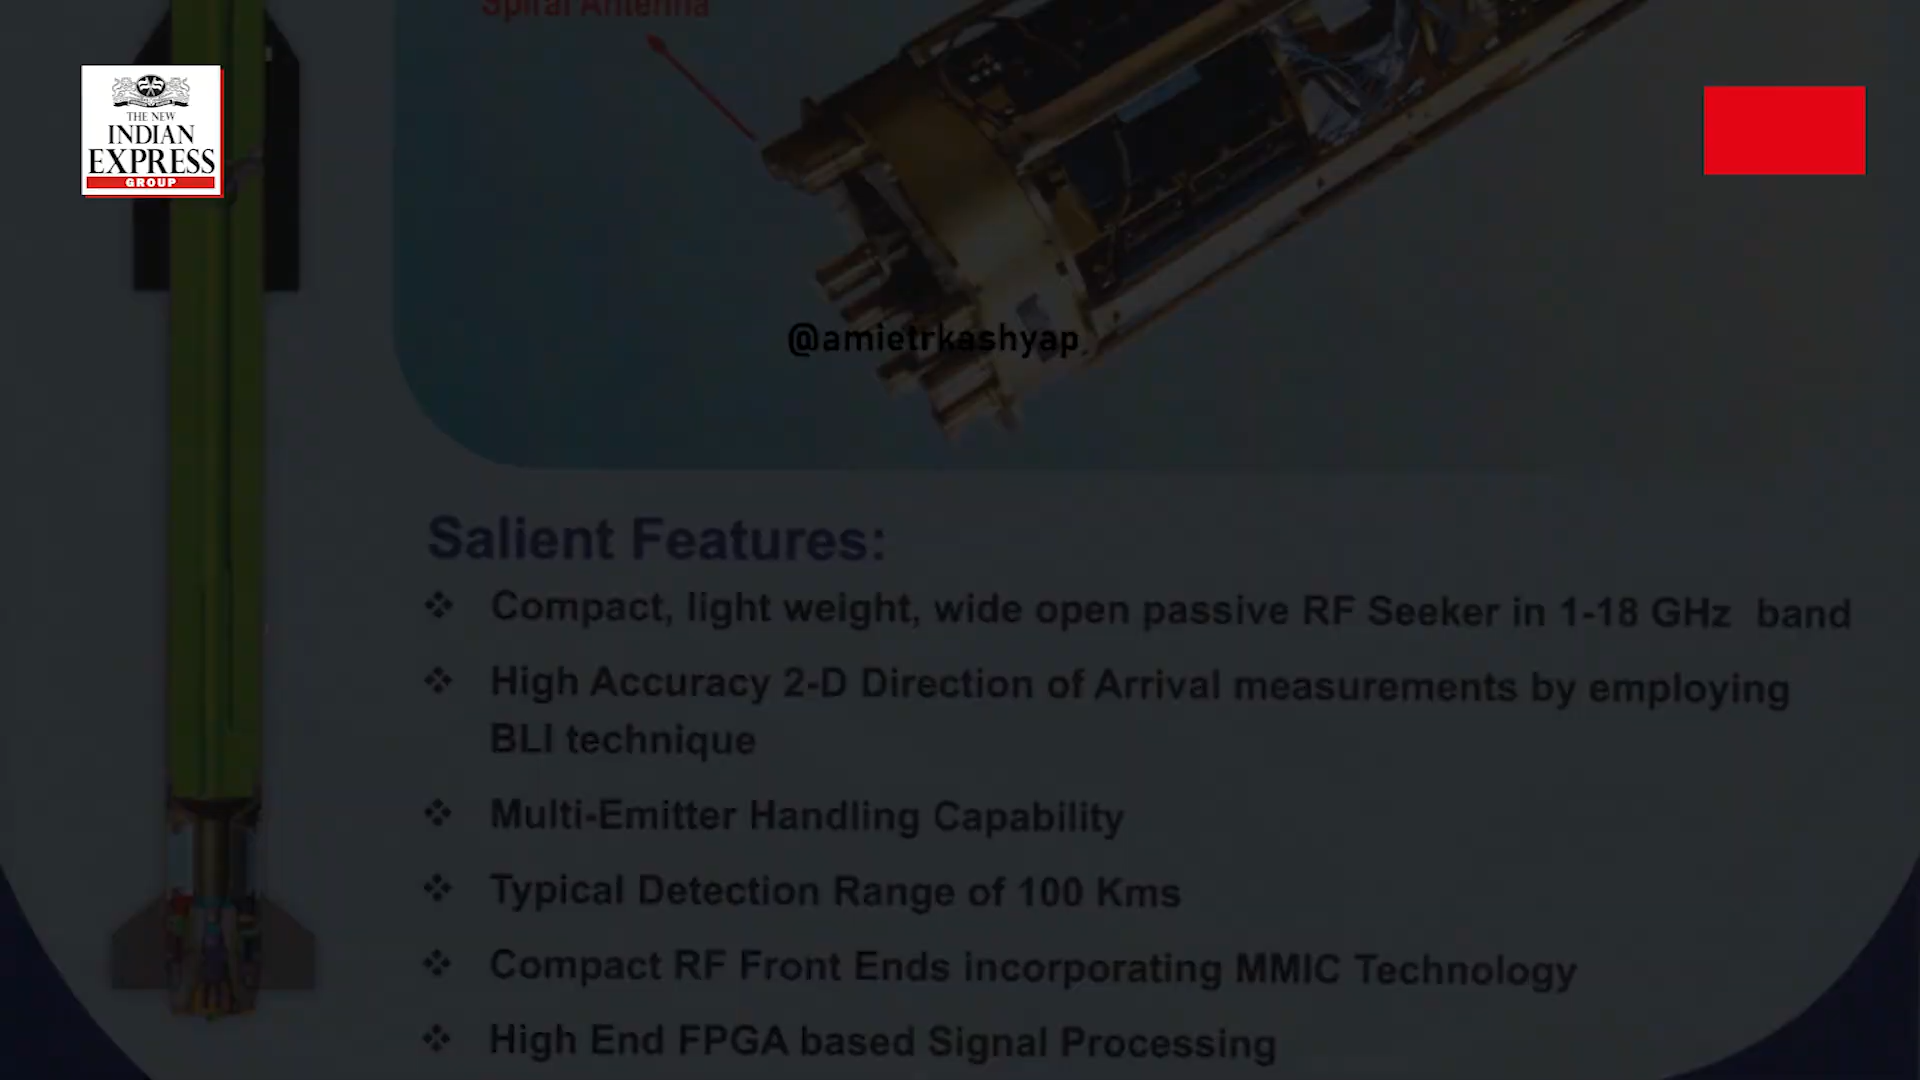 Spiral Antenna
THE NEW
INDIAN
EXPRESS
GROUP
@amietrkashyap
Salient Features:
Compact, light weight, wide open passive RF Seeker in 1-18 GHz band
High Accuracy 2-D Direction of Arrival measurements by employing
BLI technique
Multi-Emitter Handling Capability
Typical Detection Range of 100 Kms
Compact RF Front Ends incorporating MMIC Technology
High End FPGA based Signal Processing